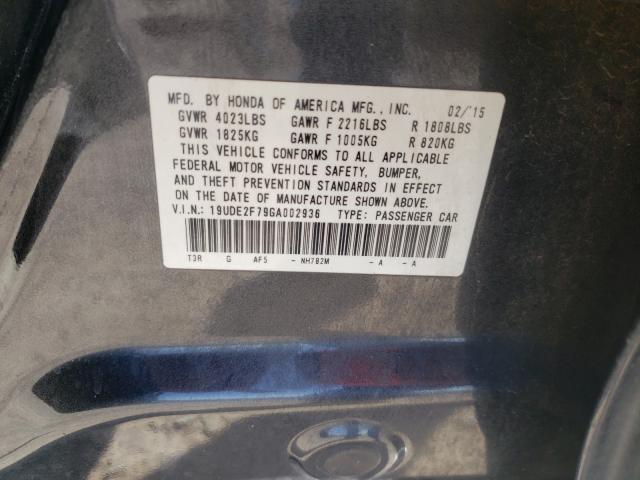 MFD. BY HONDA OF AMERICA MFG., INC. 02/'15
GVWR 4023LBS GAWR F 2216LBS R 1808LBS
GVWR 1825KG GAWR F 1005KG R 820KG
THIS VEHICLE CONFORMS TO ALL APPLICABLE
FEDERAL MOTOR VEHICLE SAFETY, BUMPER,
AND THEFT PREVENTION STANDARDS IN EFFECT
ON THE DATE OF MANUFACTURE SHOWN ABOVE.
V.I.N.: 19UDE2F79GA002936 TYPE: PASSENGER CAR
T3R G AF5 - NH782M - A - A